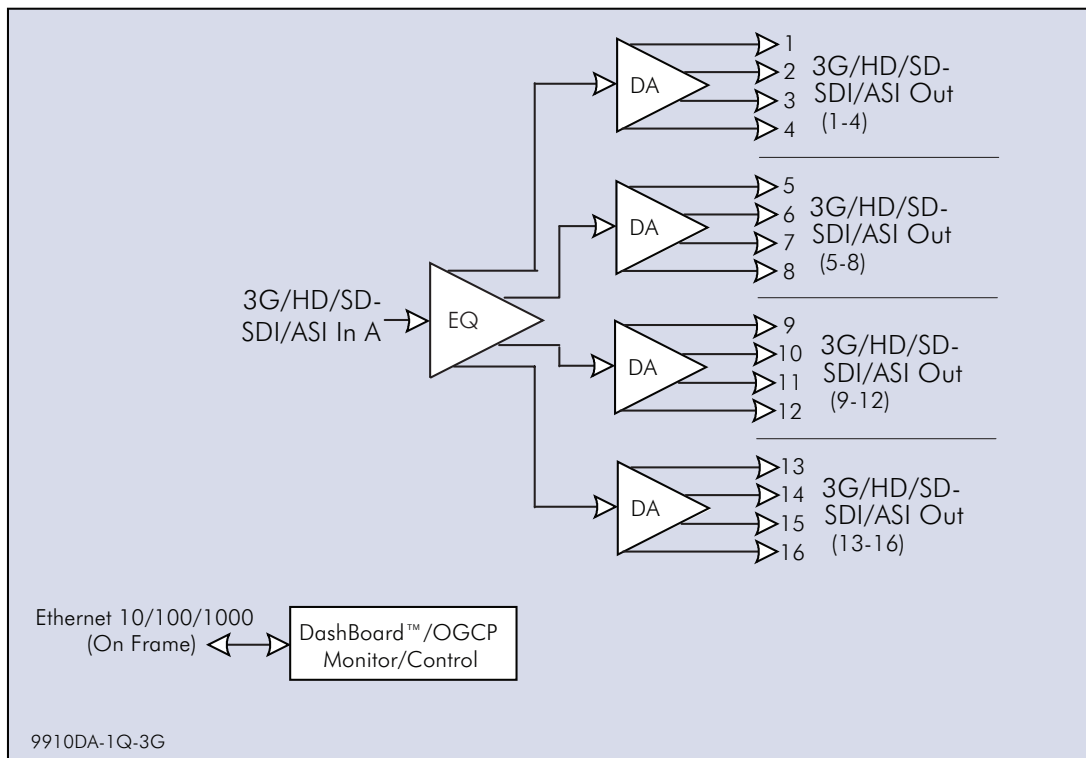 1
2
3
4
DA
3G/HD/SD-
SDI/ASI Out
(1-4)
5
6
7
8
DA
3G/HD/SD-
SDI/ASI Out
(5-8)
3G/HD/SD-
SDI/ASI In A
EQ
9
10
11
12
DA
3G/HD/SD-
SDI/ASI Out
(9-12)
13
14
15
16
DA
3G/HD/SD-
SDI/ASI Out
(13-16)
Ethernet 10/100/1000
(On Frame)
DashBoard™/OGCP
Monitor/Control
9910DA-1Q-3G